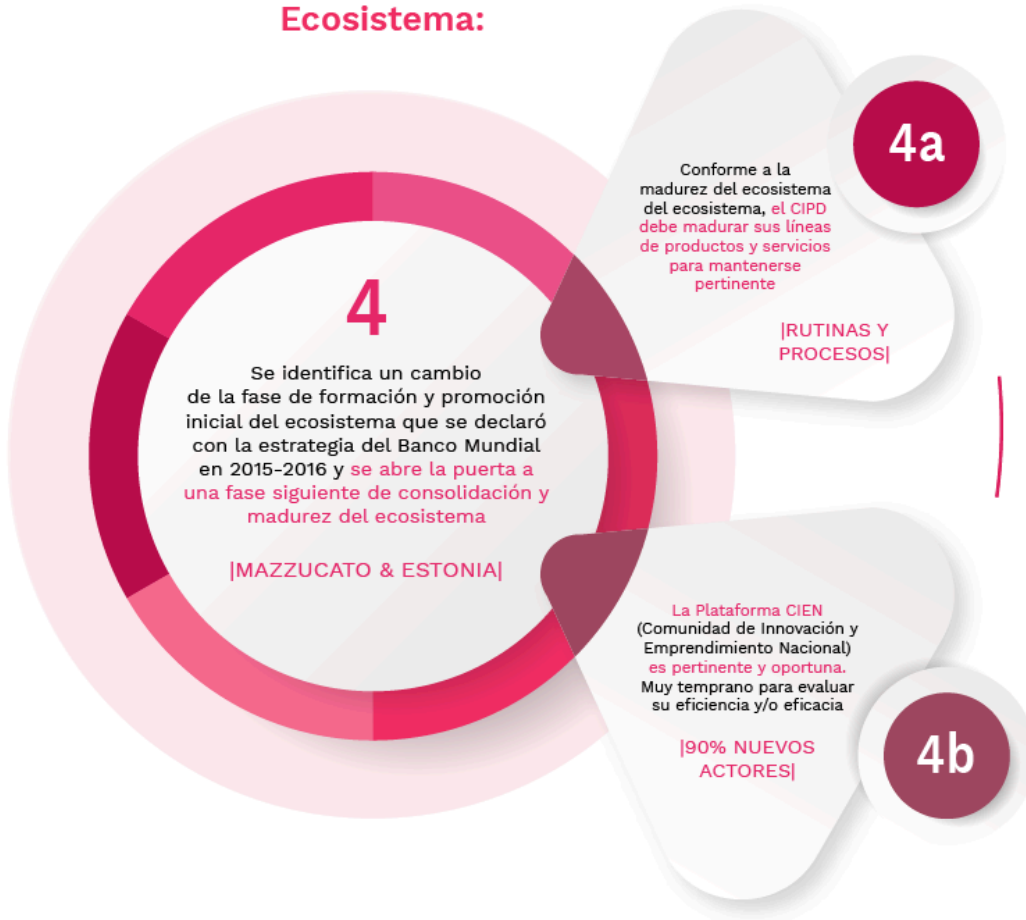 Ecosistema:
4
Se identifica un cambio
de la fase de formación y promoción
inicial del ecosistema que se declaró
con la estrategia del Banco Mundial
en 2015-2016 y se abre la puerta a
una fase siguiente de consolidación y
madurez del ecosistema
|MAZZUCATO & ESTONIA|
4a
Conforme a la
madurez del ecosistema
del ecosistema, el CIPD
debe madurar sus líneas
de productos y servicios
para mantenerse
pertinente
|RUTINAS Y
PROCESOS|
4b
La Plataforma CIEN
(Comunidad de Innovación y
Emprendimiento Nacional)
es pertinente y oportuna.
Muy temprano para evaluar
su eficiencia y/o eficacia
|90% NUEVOS
ACTORES|